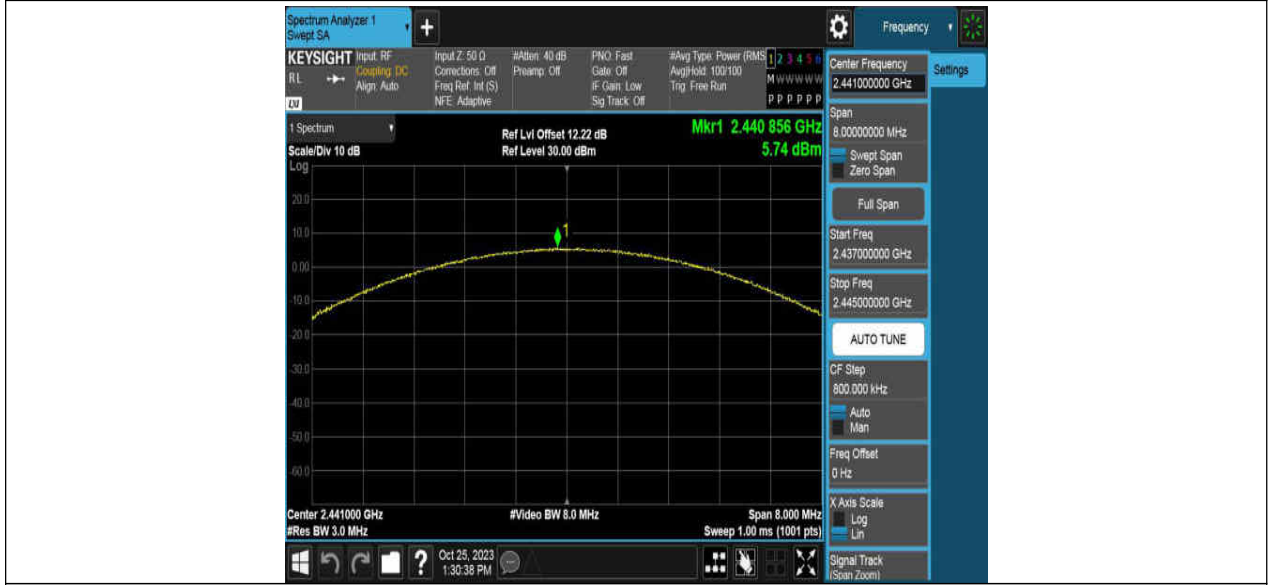 Spectrum Analyzer 1
Swept SA
+
Frequency
KEYSIGHT
RL
LXI
Input: RF
Coupling: DC
Align: Auto
Input Z: 50 Ω
Corrections: Off
Freq Ref: Int (S)
NFE: Adaptive
#Atten: 40 dB
Preamp: Off
PNO: Fast
Gate: Off
IF Gain: Low
Sig Track: Off
#Avg Type: Power (RMS
Avg|Hold: 100/100
Trig: Free Run
1 2 3 4 5 6
M W W W W W
P P P P P P
Center Frequency
2.441000000 GHz
Settings
1 Spectrum
Scale/Div 10 dB
Log
Ref Lvl Offset 12.22 dB
Ref Level 30.00 dBm
Mkr1 2.440 856 GHz
5.74 dBm
20.0
10.0
0.00
-10.0
-20.0
-30.0
-40.0
-50.0
-60.0
1
Center 2.441000 GHz
#Res BW 3.0 MHz
#Video BW 8.0 MHz
Span 8.000 MHz
Sweep 1.00 ms (1001 pts)
Span
8.00000000 MHz
Swept Span
Zero Span
Full Span
Start Freq
2.437000000 GHz
Stop Freq
2.445000000 GHz
AUTO TUNE
CF Step
800.000 kHz
Auto
Man
Freq Offset
0 Hz
X Axis Scale
Log
Lin
Signal Track
(Span Zoom)
?
Oct 25, 2023
1:30:38 PM